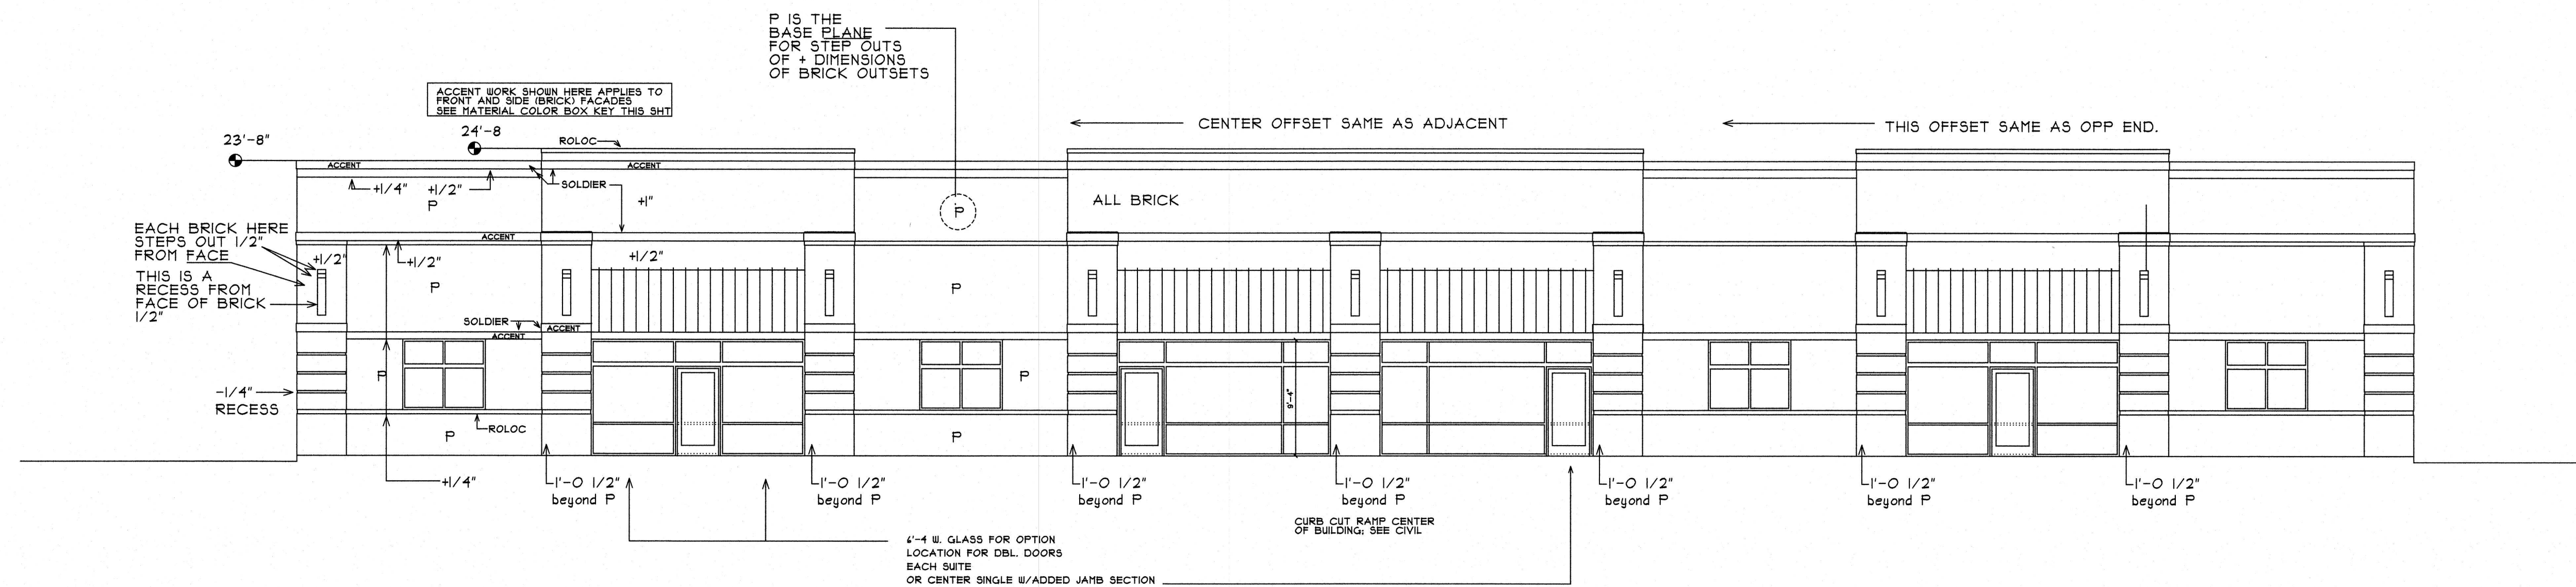 P IS THE
BASE PLANE
FOR STEP OUTS
OF + DIMENSIONS
OF BRICK OUTSETS
ACCENT WORK SHOWN HERE APPLIES TO
FRONT AND SIDE (BRICK) FACADES
SEE MATERIAL COLOR BOX KEY THIS SHT
CENTER OFFSET SAME AS ADJACENT
THIS OFFSET SAME AS OPP END.
23'-8"
24'-8
ROLOC
ACCENT
ACCENT
+1/4"
+1/2"
SOLDIER
P
+1"
P
ALL BRICK
EACH BRICK HERE
STEPS OUT 1/2"
FROM FACE
THIS IS A
RECESS FROM
FACE OF BRICK
1/2"
ACCENT
+1/2"
+1/2"
+1/2"
P
P
SOLDIER
ACCENT
ACCENT
P
P
-1/4"
RECESS
9'-4"
ROLOC
P
P
+1/4"
1'-0 1/2"
beyond P
1'-0 1/2"
beyond P
1'-0 1/2"
beyond P
1'-0 1/2"
beyond P
1'-0 1/2"
beyond P
1'-0 1/2"
beyond P
1'-0 1/2"
beyond P
CURB CUT RAMP CENTER
OF BUILDING; SEE CIVIL
6'-4 W. GLASS FOR OPTION
LOCATION FOR DBL. DOORS
EACH SUITE
OR CENTER SINGLE W/ADDED JAMB SECTION